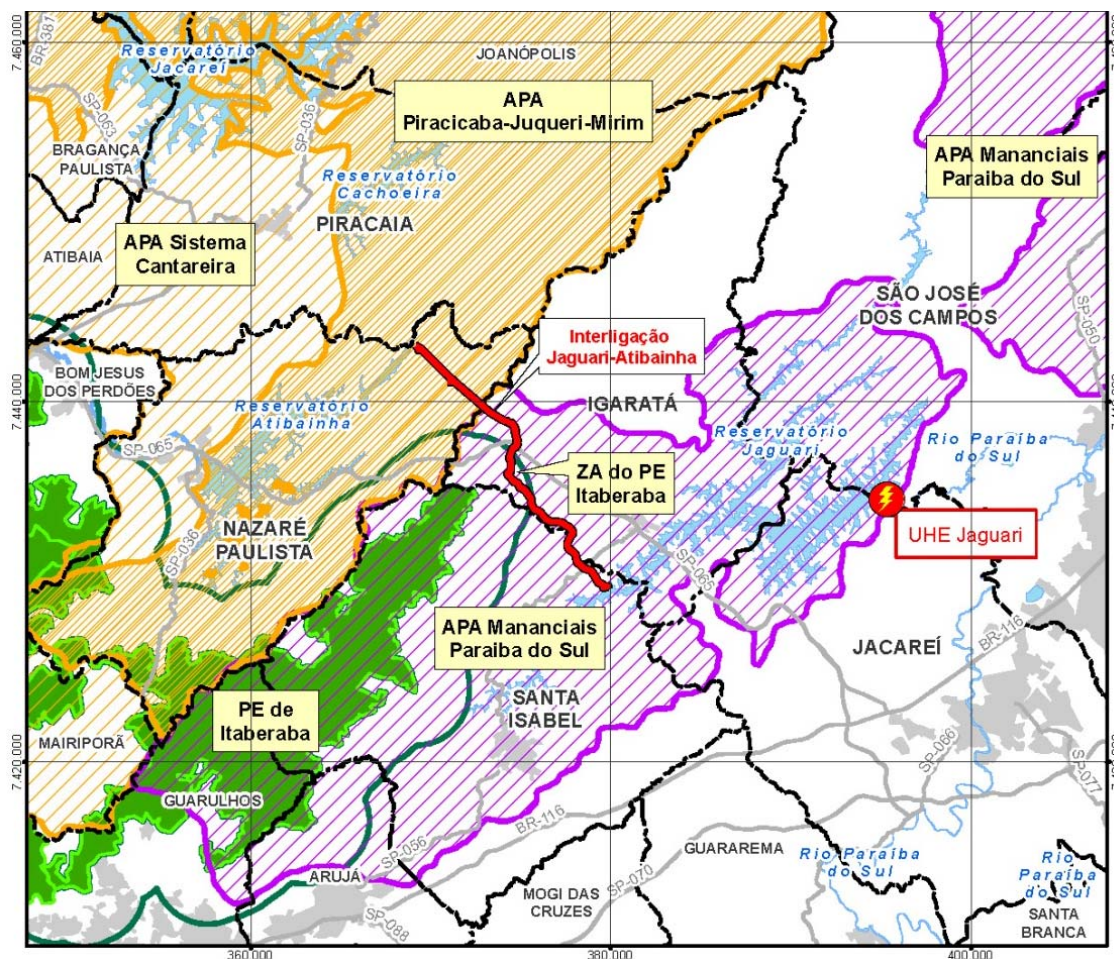 7.460.000
BR-381
Reservatório
Jacareí
JOANÓPOLIS
SP-063
SP-036
APA
Piracicaba-Juqueri-Mirim
BRAGANÇA
PAULISTA
APA Mananciais
Paraiba do Sul
Reservatório
Cachoeira
PIRACAIA
ATIBAIA
APA Sistema
Cantareira
SÃO JOSÉ
DOS CAMPOS
SP-050
Interligação
Jaguari-Atibainha
BOM JESUS
DOS PERDÕES
7.440.000
IGARATÁ
Reservatório
Atibainha
Reservatório
Jaguari
Rio Paraíba
do Sul
SP-065
ZA do PE
Itaberaba
NAZARÉ
PAULISTA
UHE Jaguari
SP-036
SP-065
APA Mananciais
Paraiba do Sul
JACAREÍ
BR-116
PE de
Itaberaba
SANTA
ISABEL
MAIRIPORÃ
SP-066
7.420.000
SP-077
GUARULHOS
SP-056
BR-116
GUARAREMA
ARUJÁ
SP-070
Rio Paraíba
do Sul
Rio
Paraíba
do Sul
MOGI DAS
CRUZES
SP-088
SANTA
BRANCA
360.000
380.000
400.000